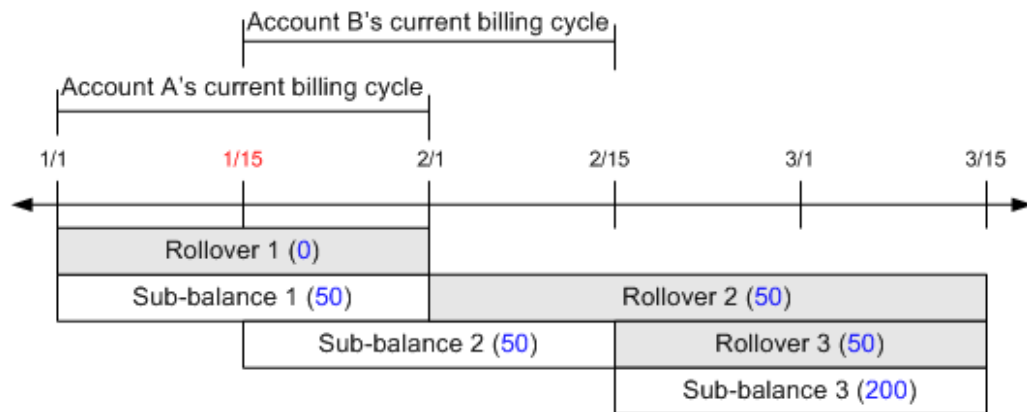 Account B's current billing cycle
Account A's current billing cycle
1/1 1/15 2/1 2/15 3/1 3/15
Rollover 1 (0)
Sub-balance 1 (50) Rollover 2 (50)
Sub-balance 2 (50) Rollover 3 (50)
Sub-balance 3 (200)